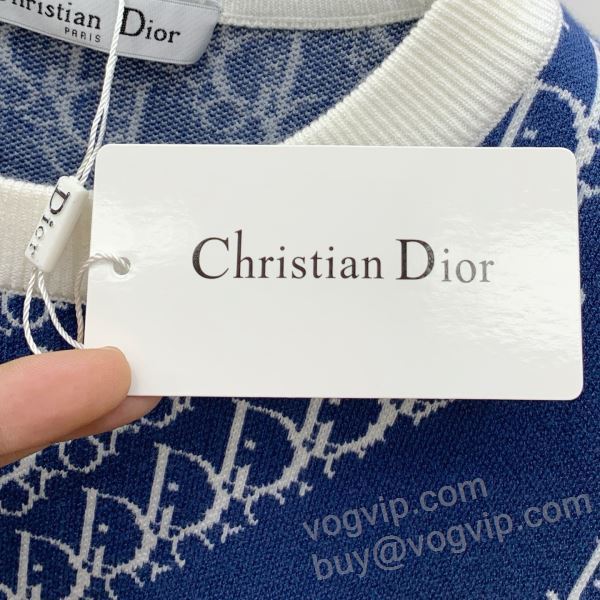 Christian Dior
PARIS
Dior
Christian Dior
vogvip.com
buy@vogvip.com